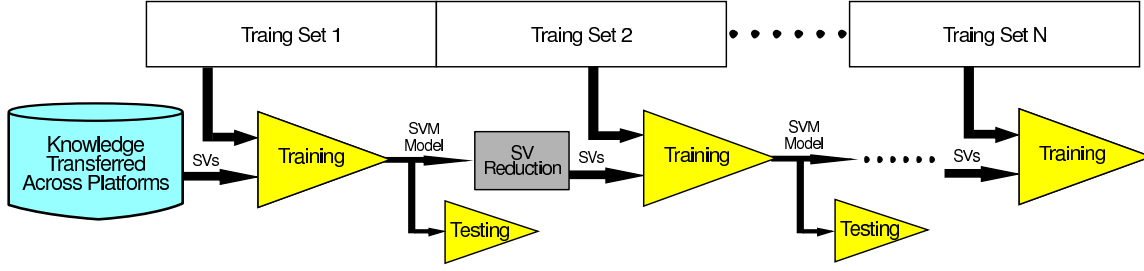 Traing Set 1
Traing Set 2
Traing Set N
Knowledge
Transferred
Across Platforms
SVs
Training
SVM
Model
Testing
SV
Reduction
SVs
Training
SVM
Model
Testing
SVs
Training